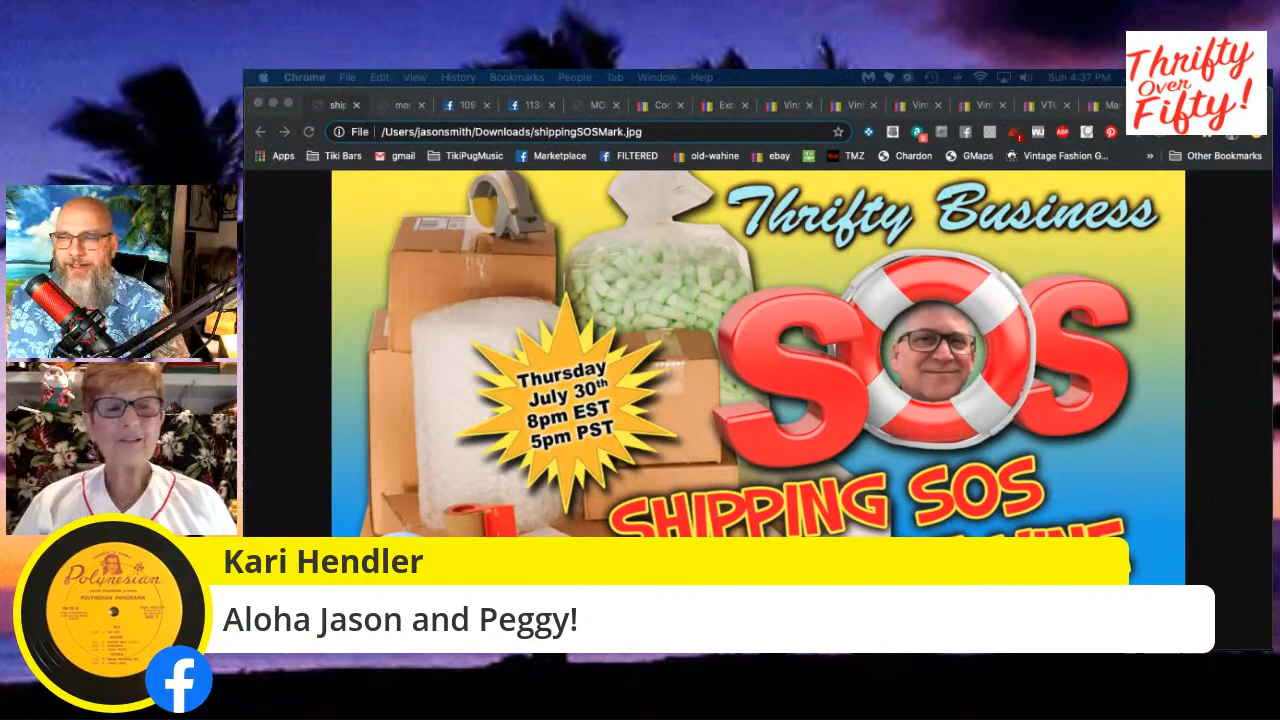 Thrifty
Over
Fifty!
Chrome File Edit View History Bookmarks People Tab Window Help Sun 4:37 PM
File /Users/jasonsmith/Downloads/shippingSOSMark.jpg
Apps Tiki Bars gmail TikiPugMusic Marketplace FILTERED old-wahine ebay TMZ Chardon GMaps Vintage Fashion G... » Other Bookmarks
Thrifty Business
SOS
Thursday
July 30th
8pm EST
5pm PST
SHIPPING SOS
Polynesian
POLYNESIAN PANORAMA
Kari Hendler
Aloha Jason and Peggy!